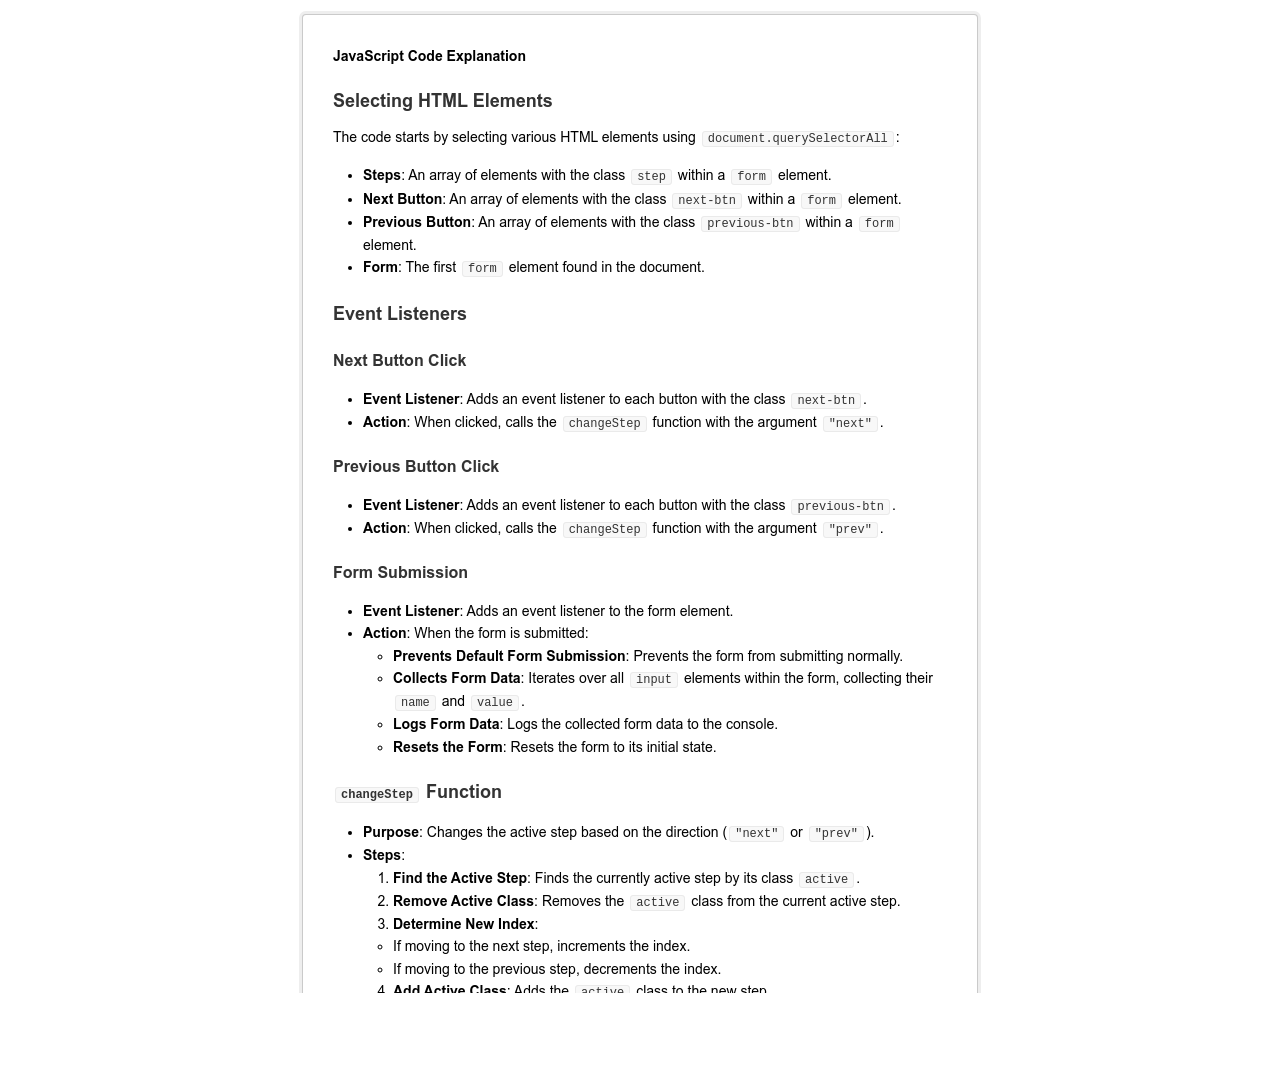 JavaScript Code Explanation
Selecting HTML Elements
The code starts by selecting various HTML elements using document.querySelectorAll:
• Steps: An array of elements with the class step within a form element.
• Next Button: An array of elements with the class next-btn within a form element.
• Previous Button: An array of elements with the class previous-btn within a form
element.
• Form: The first form element found in the document.
Event Listeners
Next Button Click
• Event Listener: Adds an event listener to each button with the class next-btn.
• Action: When clicked, calls the changeStep function with the argument "next".
Previous Button Click
• Event Listener: Adds an event listener to each button with the class previous-btn.
• Action: When clicked, calls the changeStep function with the argument "prev".
Form Submission
• Event Listener: Adds an event listener to the form element.
• Action: When the form is submitted:
◦ Prevents Default Form Submission: Prevents the form from submitting normally.
◦ Collects Form Data: Iterates over all input elements within the form, collecting their
name and value.
◦ Logs Form Data: Logs the collected form data to the console.
◦ Resets the Form: Resets the form to its initial state.
changeStep Function
• Purpose: Changes the active step based on the direction ("next" or "prev").
• Steps:
1. Find the Active Step: Finds the currently active step by its class active.
2. Remove Active Class: Removes the active class from the current active step.
3. Determine New Index:
◦ If moving to the next step, increments the index.
◦ If moving to the previous step, decrements the index.
4. Add Active Class: Adds the active class to the new step.